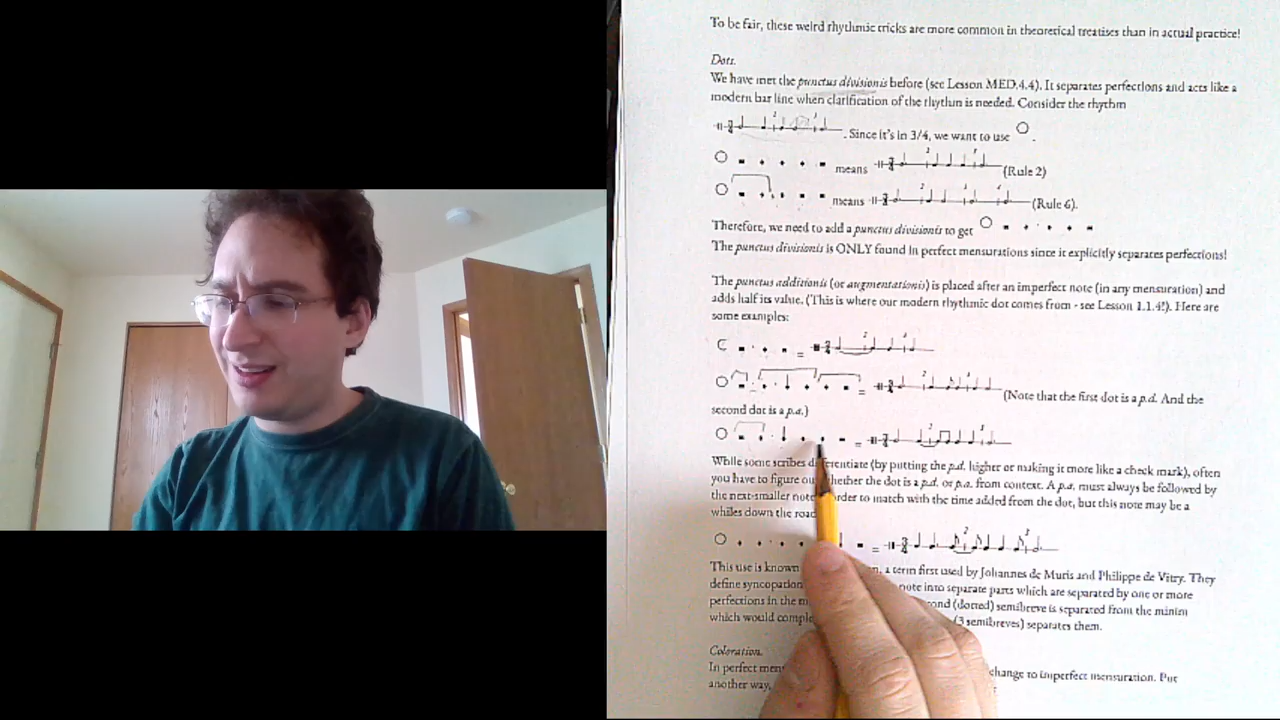 To be fair, these weird rhythmic tricks are more common in theoretical treatises than in actual practice!
Dots.
We have met the punctus divisionis before (see Lesson MED.4.4). It separates perfections and acts like a
modern bar line when clarification of the rhythm is needed. Consider the rhythm
. Since it's in 3/4, we want to use
means (Rule 2)
means (Rule 6).
Therefore, we need to add a punctus divisionis to get
The punctus divisionis is ONLY found in perfect mensurations since it explicitly separates perfections!
The punctus additionis (or augmentationis) is placed after an imperfect note (in any mensuration) and
adds half its value. (This is where our modern rhythmic dot comes from - see Lesson 1.1.4!). Here are
some examples:
=
= (Note that the first dot is a p.d. And the
second dot is a p.a.)
=
While some scribes differentiate (by putting the p.d. higher or making it more like a check mark), often
you have to figure out whether the dot is a p.d. or p.a. from context. A p.a. must always be followed by
the next-smaller note order to match with the time added from the dot, but this note may be a
whiles down the road
=
This use is known a term first used by Johannes de Muris and Philippe de Vitry. They
define syncopation note into separate parts which are separated by one or more
perfections in the (dotted) semibreve is separated from the minim
which would (3 semibreves) separates them.
Coloration.
In perfect change to imperfect mensuration. Put
another way,